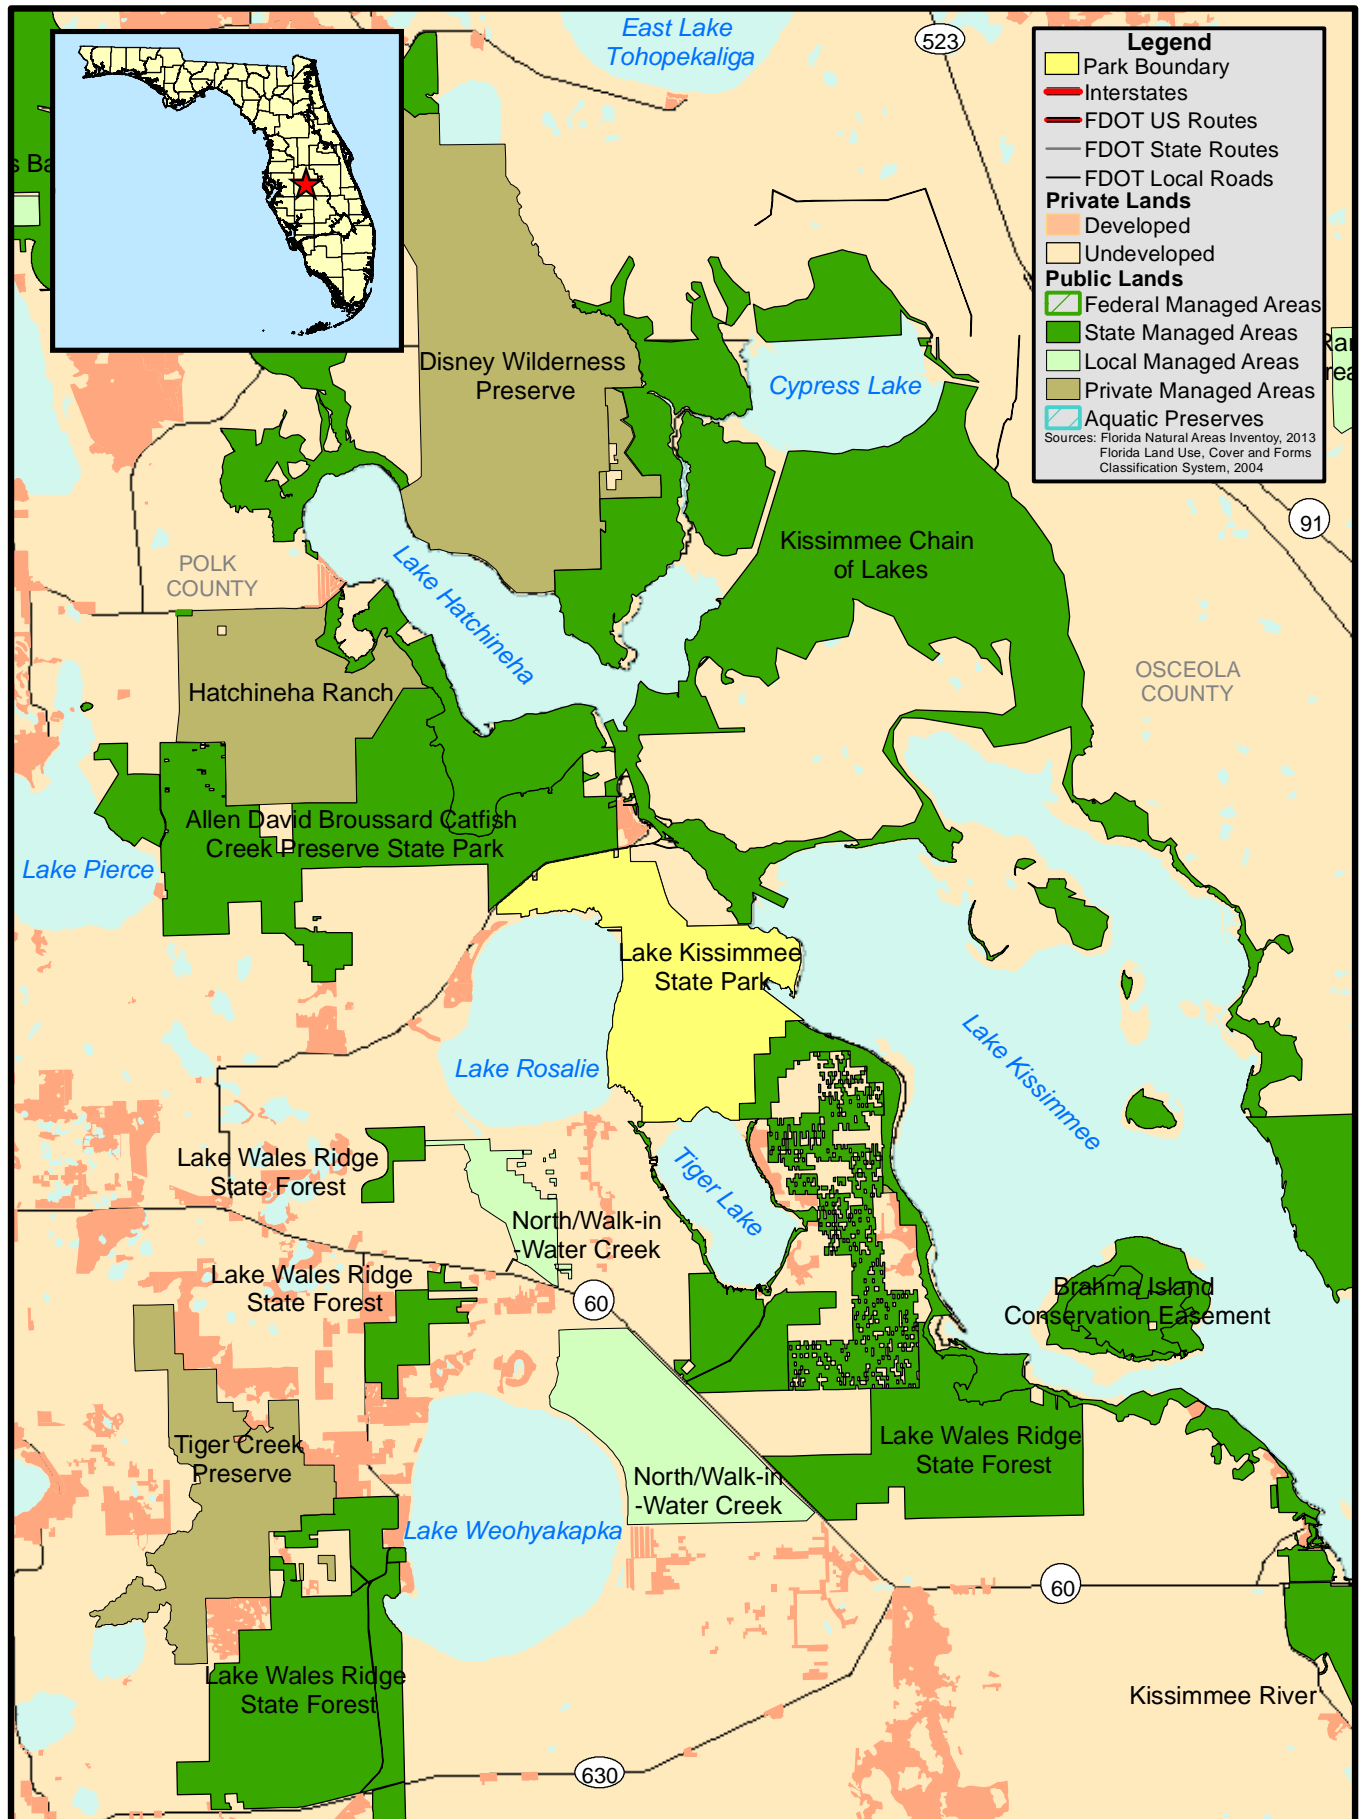 East Lake
Tohopekaliga
523
Legend
Park Boundary
Interstates
FDOT US Routes
FDOT State Routes
FDOT Local Roads
Private Lands
Developed
Undeveloped
Public Lands
Federal Managed Areas
State Managed Areas
Local Managed Areas
Private Managed Areas
Aquatic Preserves
Sources: Florida Natural Areas Inventoy, 2013
Florida Land Use, Cover and Forms
Classification System, 2004
Disney Wilderness
Preserve
Cypress Lake
91
Kissimmee Chain
of Lakes
POLK
COUNTY
Lake Hatchineha
OSCEOLA
COUNTY
Hatchineha Ranch
Allen David Broussard Catfish
Creek Preserve State Park
Lake Pierce
Lake Kissimmee
State Park
Lake Rosalie
Lake Kissimmee
Lake Wales Ridge
State Forest
Tiger Lake
North/Walk-in
-Water Creek
Lake Wales Ridge
State Forest
60
Brahma Island
Conservation Easement
Tiger Creek
Preserve
Lake Wales Ridge
State Forest
North/Walk-in
-Water Creek
Lake Weohyakapka
60
Lake Wales Ridge
State Forest
Kissimmee River
630